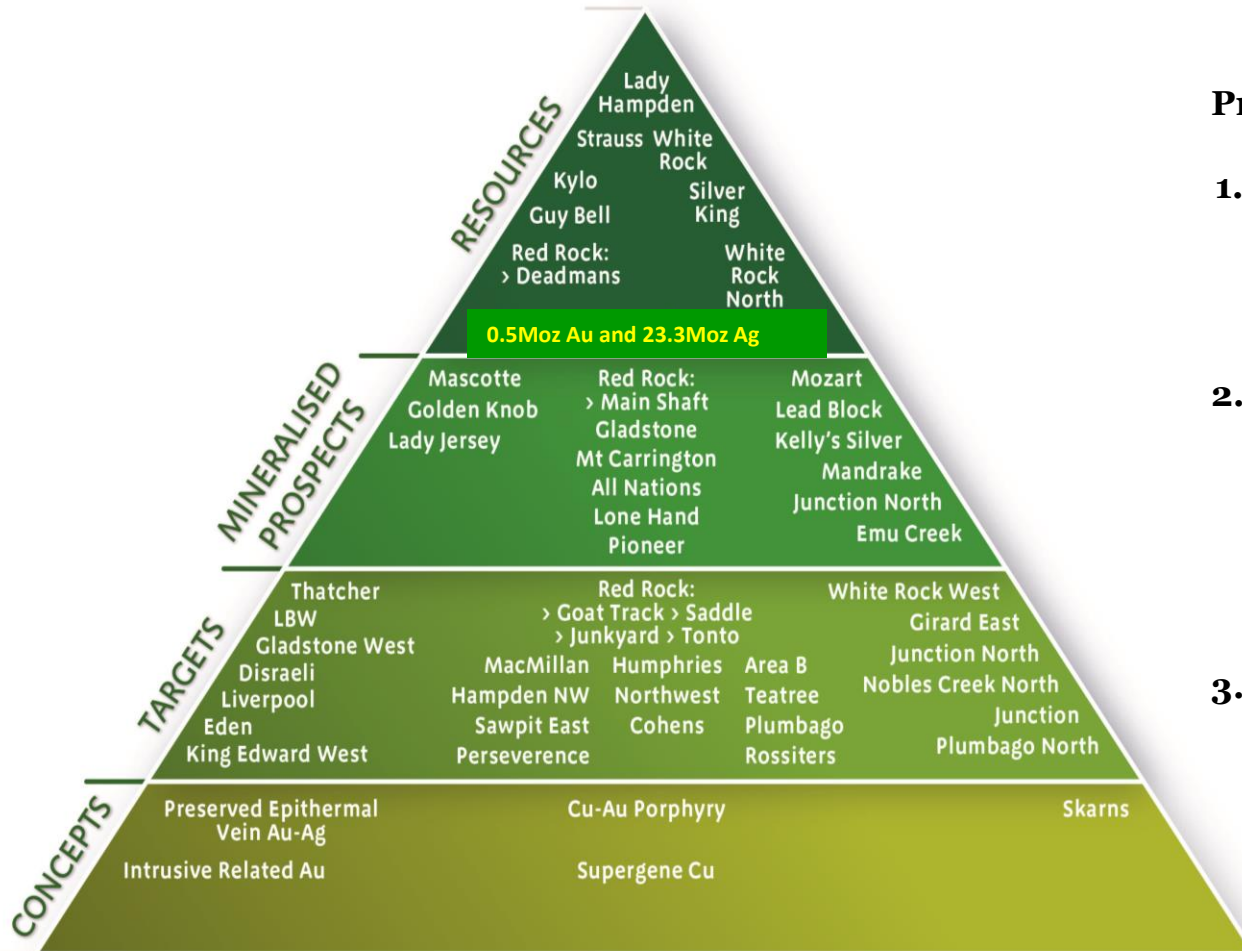 RESOURCES
Lady
Hampden
Strauss White
Rock
Kylo
Silver
King
Guy Bell
Red Rock:
› Deadmans
White
Rock
North
0.5Moz Au and 23.3Moz Ag
MINERALISED
PROSPECTS
Mascotte
Golden Knob
Lady Jersey
Red Rock:
› Main Shaft
Gladstone
Mt Carrington
All Nations
Lone Hand
Pioneer
Mozart
Lead Block
Kelly's Silver
Mandrake
Junction North
Emu Creek
TARGETS
Thatcher
LBW
Gladstone West
Disraeli
Liverpool
Eden
King Edward West
Red Rock:
› Goat Track › Saddle
› Junkyard › Tonto
MacMillan
Hampden NW
Sawpit East
Perseverence
Humphries
Northwest
Cohens
Area B
Teatree
Plumbago
Rossiters
White Rock West
Girard East
Junction North
Nobles Creek North
Junction
Plumbago North
CONCEPTS
Preserved Epithermal
Vein Au-Ag
Intrusive Related Au
Cu-Au Porphyry
Supergene Cu
Skarns
1.
2.
3.